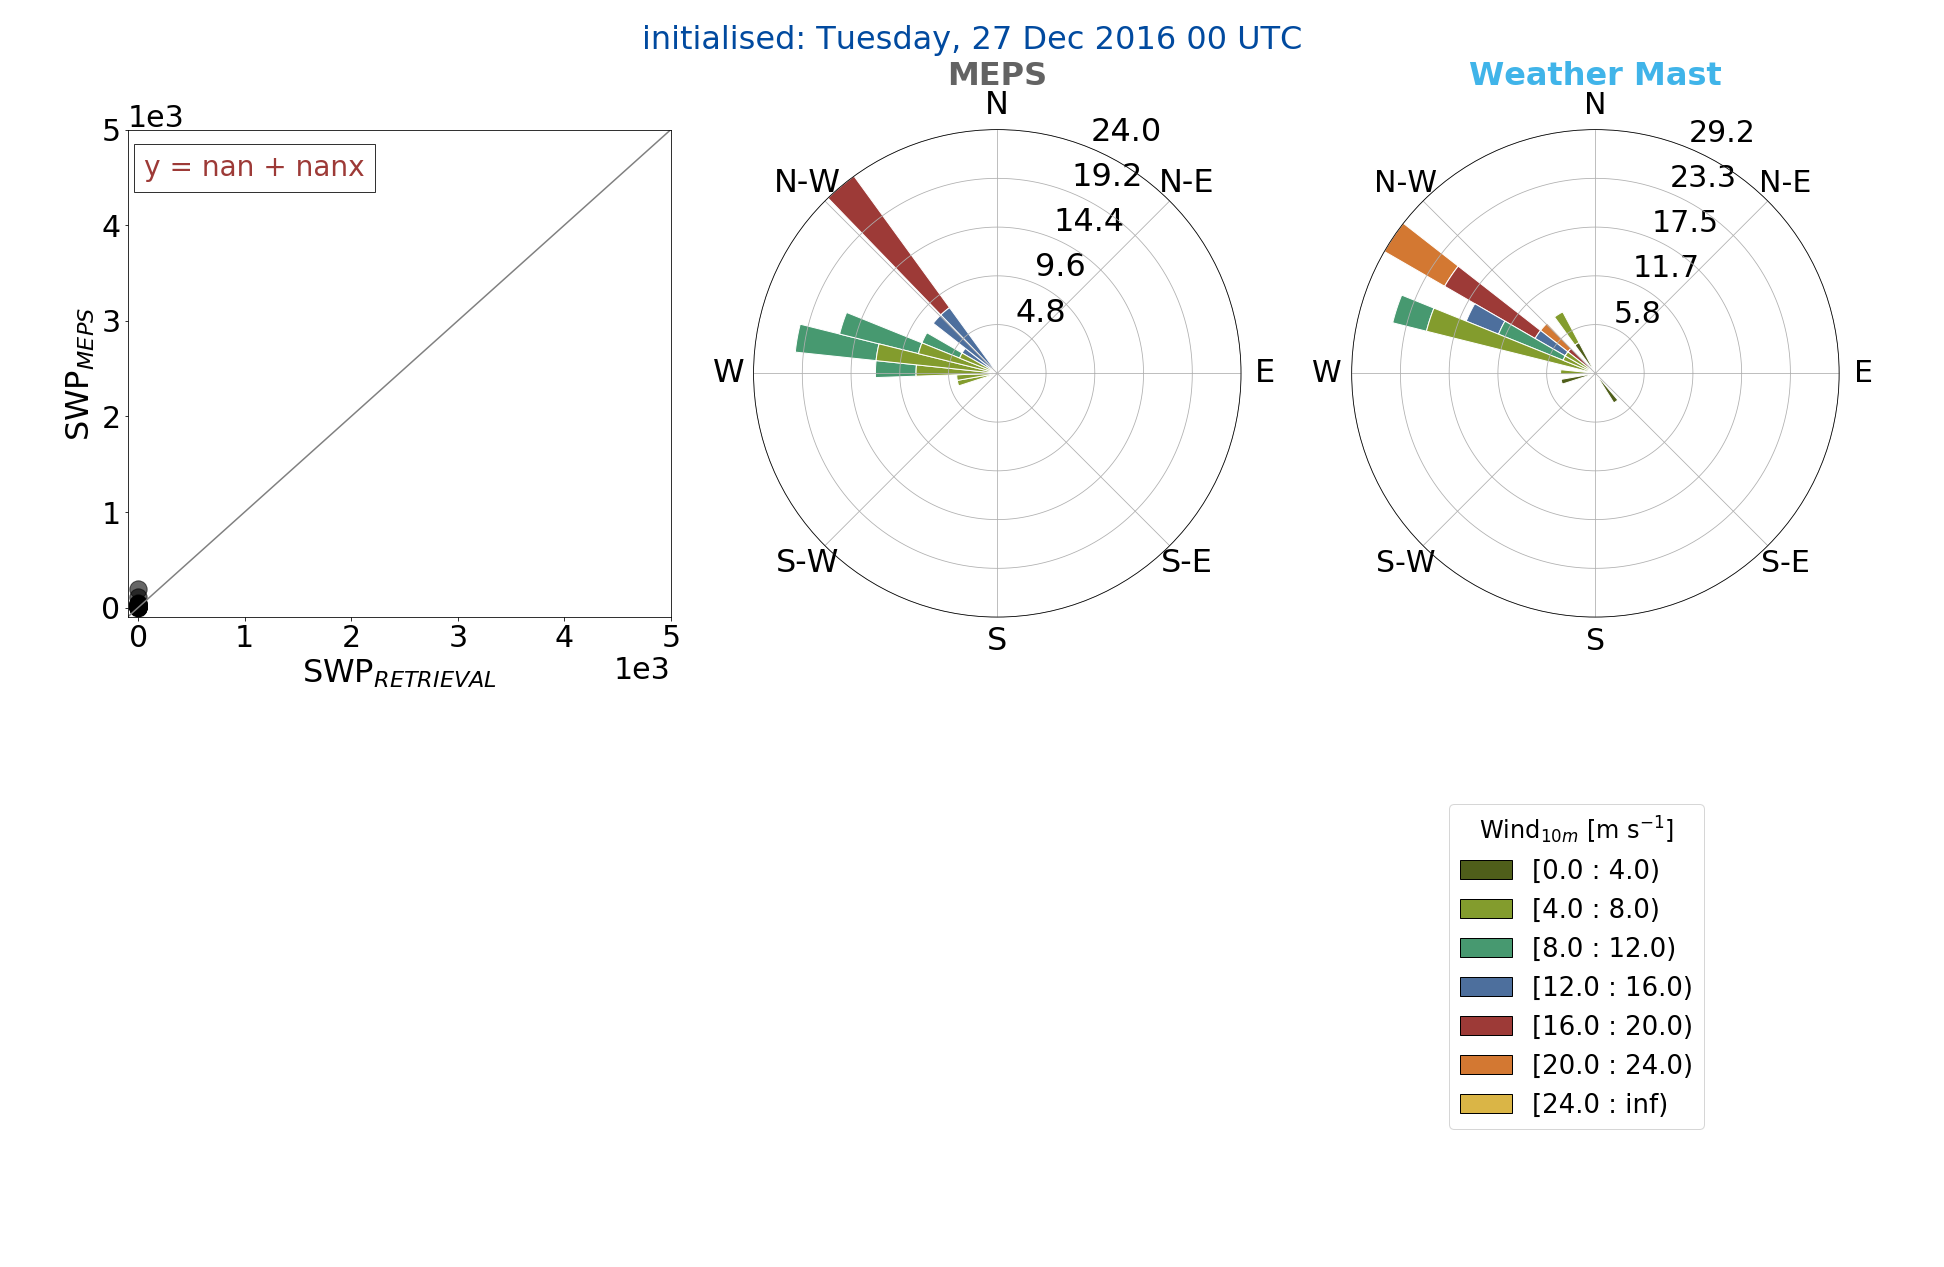 initialised: Tuesday, 27 Dec 2016 00 UTC
MEPS
Weather Mast
1e3
y = nan + nanx
5
4
3
2
1
0
SWP_MEPS
0 1 2 3 4 5
1e3
SWP_RETRIEVAL
N
N-E
E
S-E
S
S-W
W
N-W
24.0
19.2
14.4
9.6
4.8
N
N-E
E
S-E
S
S-W
W
N-W
29.2
23.3
17.5
11.7
5.8
Wind_10m [m s^−1]
[0.0 : 4.0)
[4.0 : 8.0)
[8.0 : 12.0)
[12.0 : 16.0)
[16.0 : 20.0)
[20.0 : 24.0)
[24.0 : inf)